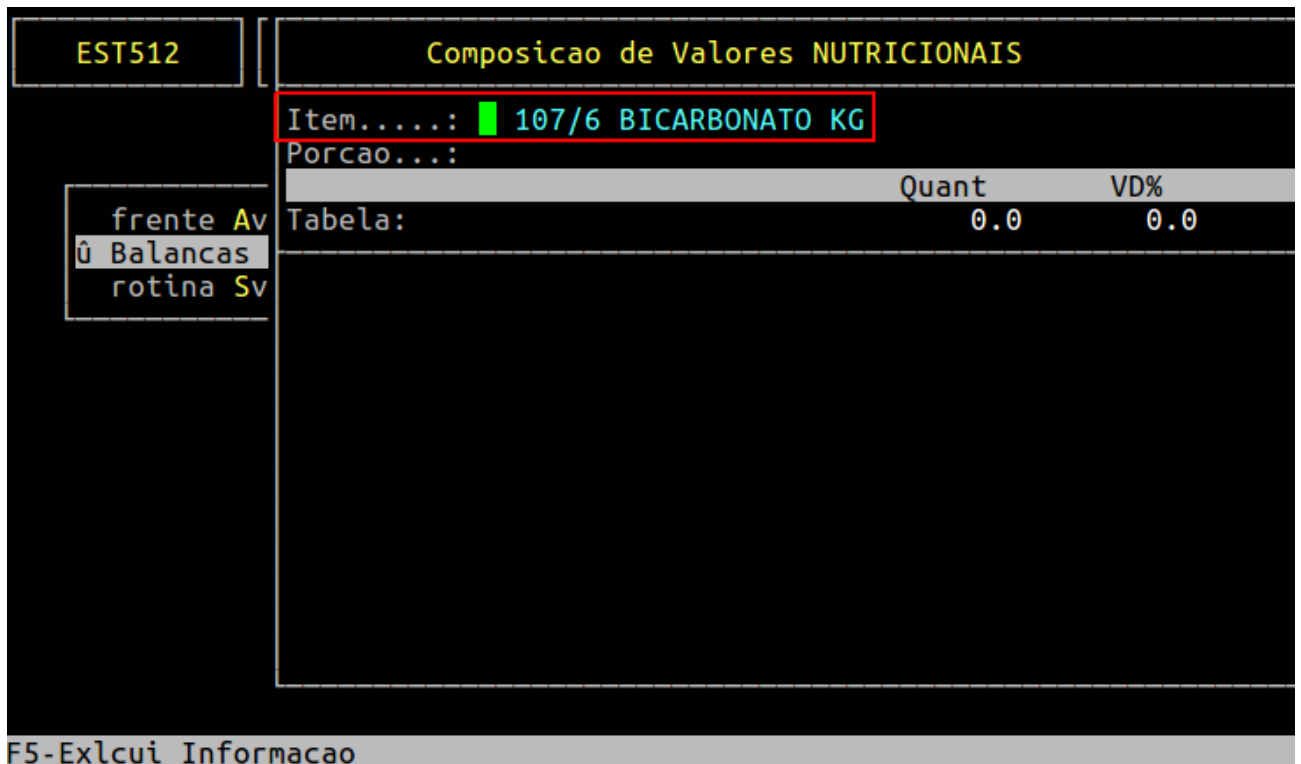 EST512
Composicao de Valores NUTRICIONAIS
Item.....: 107/6 BICARBONATO KG
Porcao...:
Quant VD%
frente Av
Tabela: 0.0 0.0
û Balancas
rotina Sv
F5-Exlcui Informacao